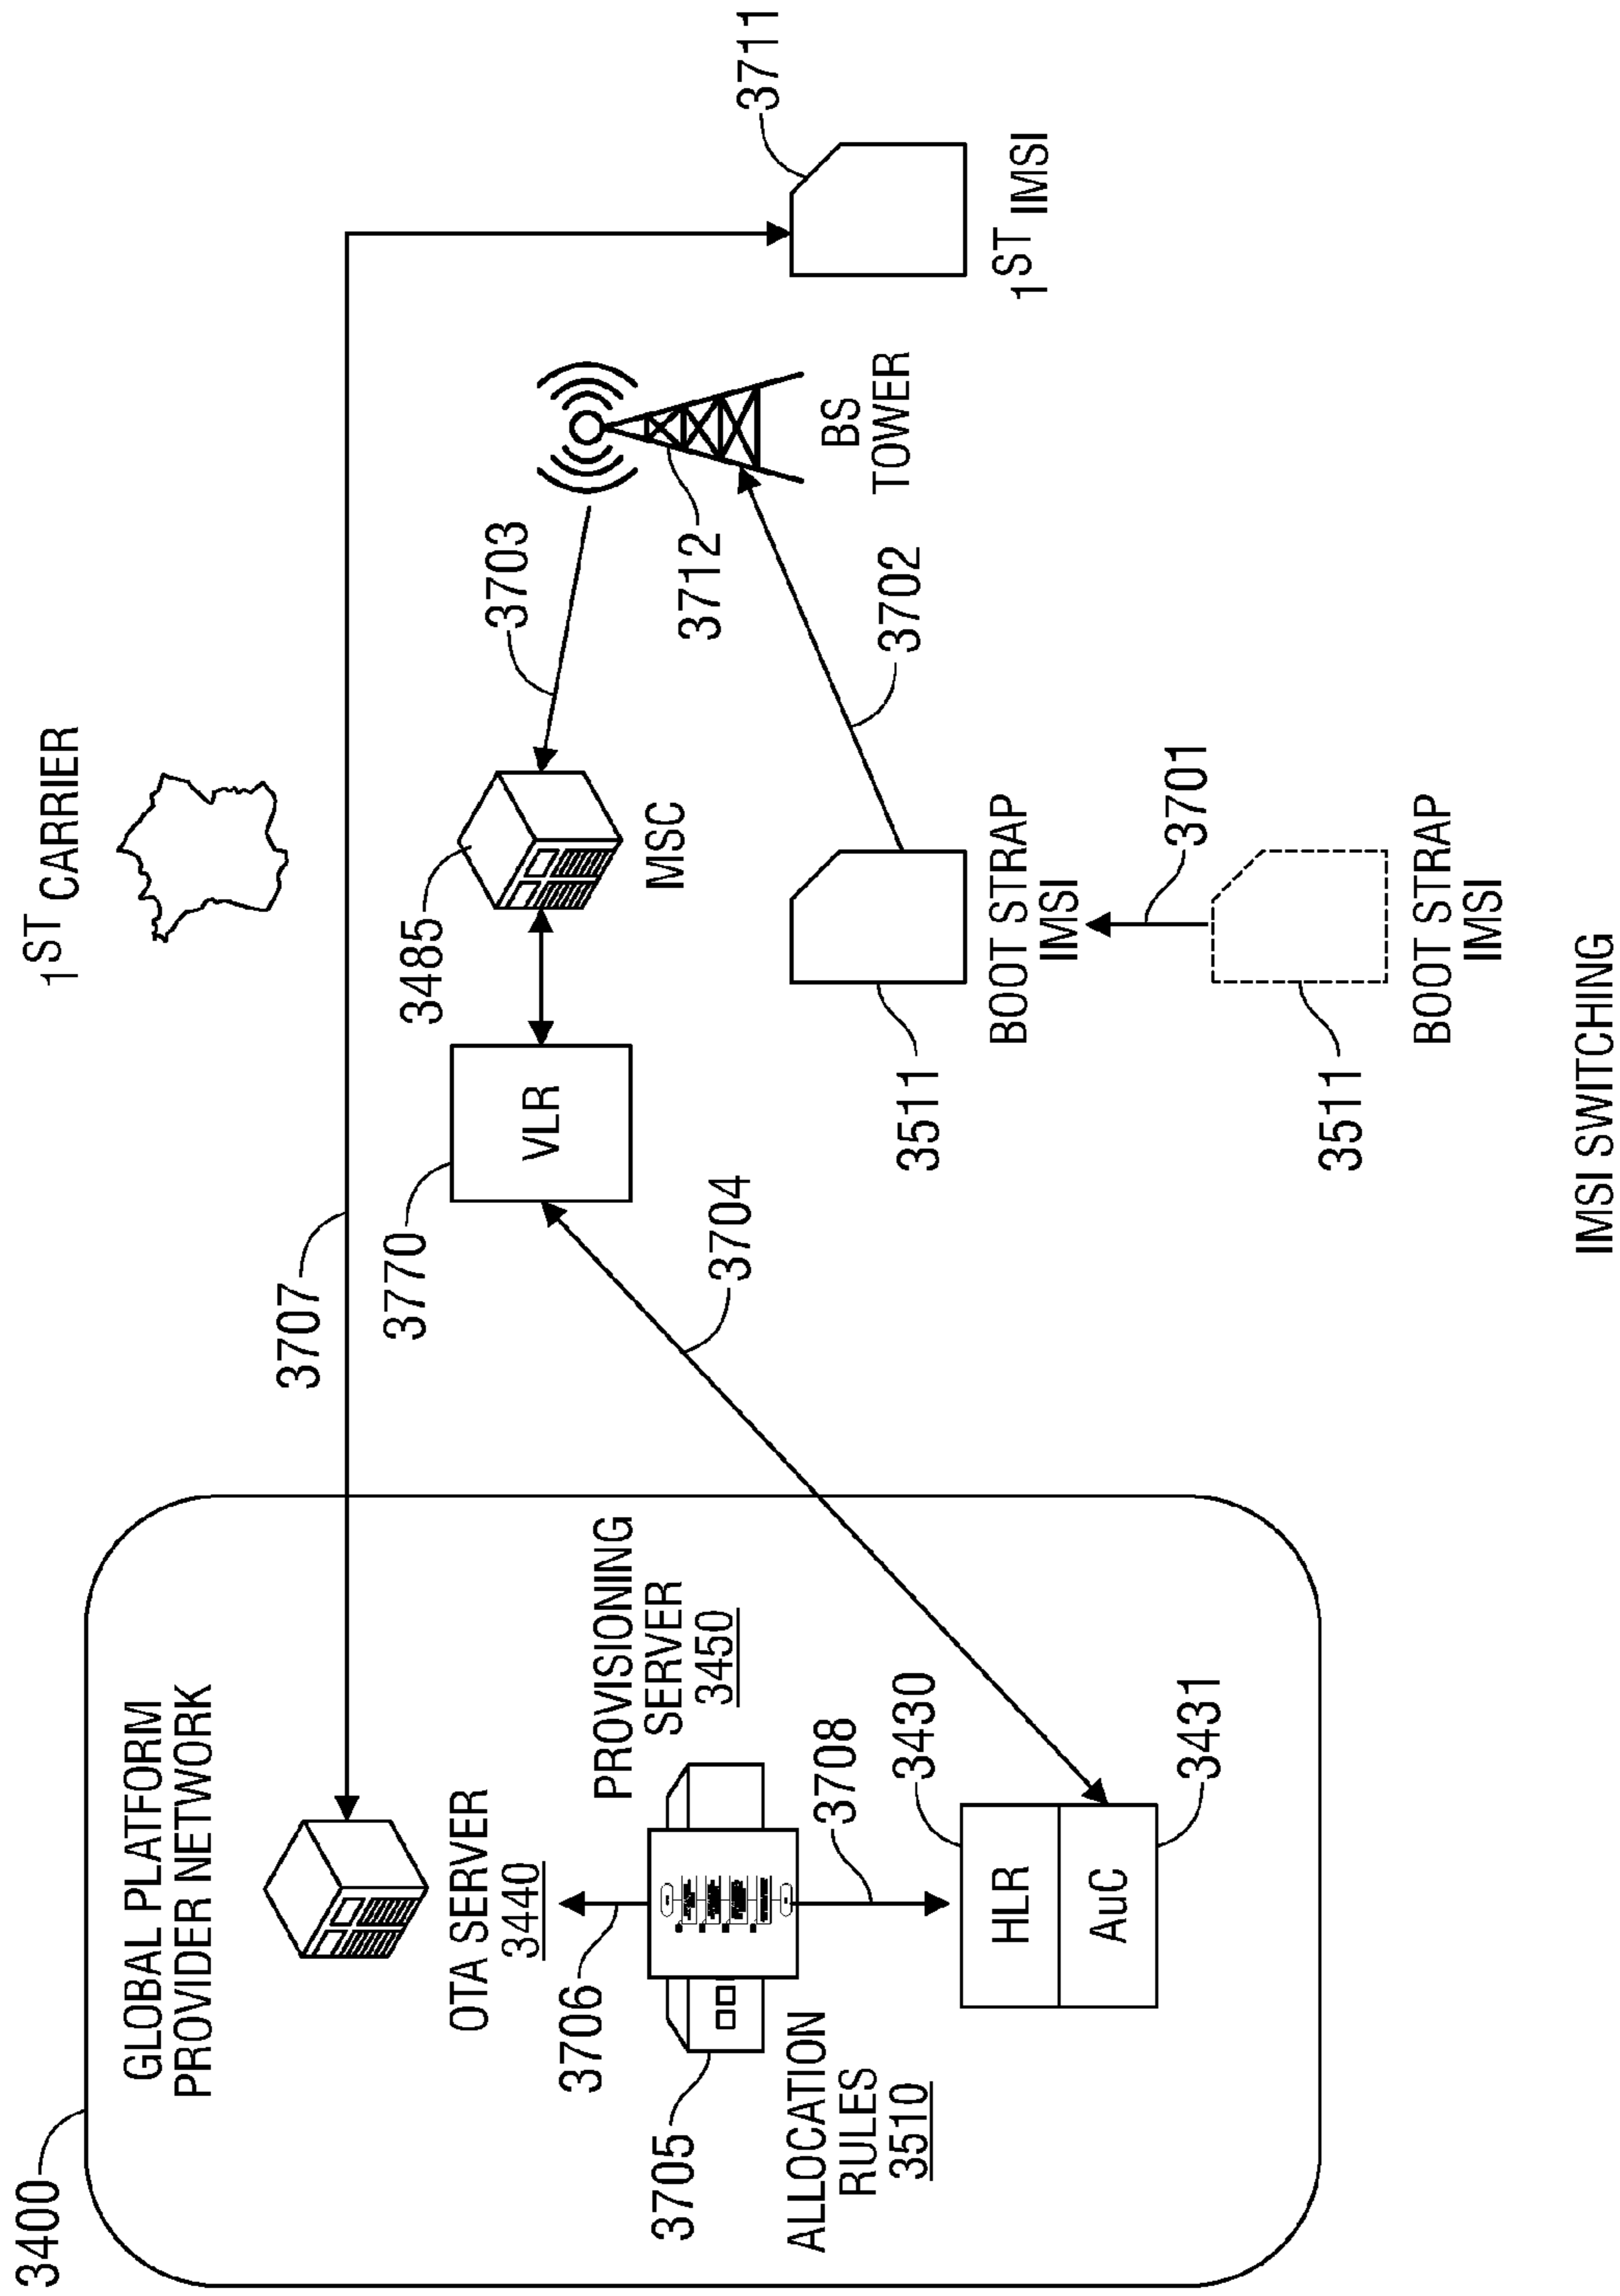 3400
GLOBAL PLATFORM
PROVIDER NETWORK
OTA SERVER
3440
3706
PROVISIONING
SERVER
3450
3705
ALLOCATION
RULES
3510
3708
HLR
3430
AuC
3431
3707
1ST CARRIER
3770
VLR
3704
3485
MSC
3703
3712
BS
TOWER
3702
3511
BOOT STRAP
IMSI
3701
3511
BOOT STRAP
IMSI
3711
1ST IMSI
IMSI SWITCHING